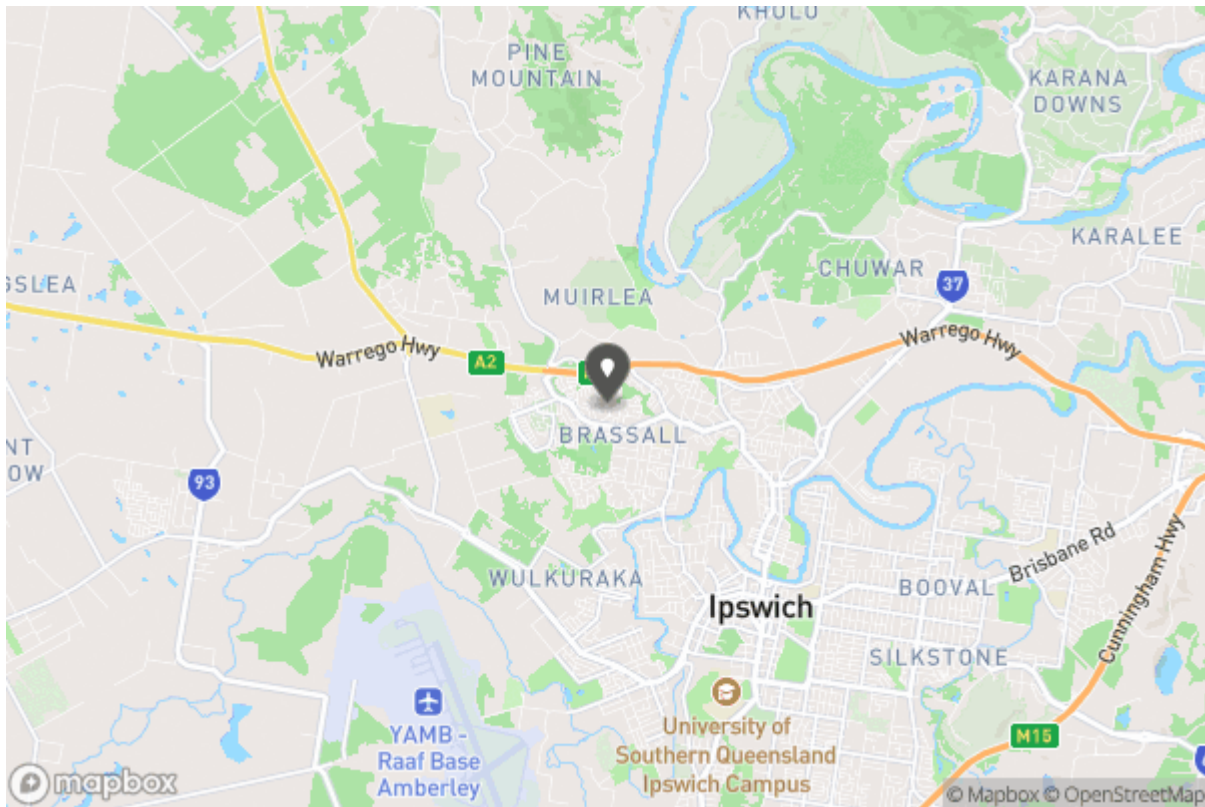 KHOLO
PINE
MOUNTAIN
KARANA
DOWNS
KARALEE
CHUWAR
GSLEA
37
MUIRLEA
Warrego Hwy
Warrego Hwy
A2
BRASSALL
NT
OW
93
Brisbane Rd
WULKURAKA
BOOVAL
Ipswich
Cunningham Hwy
SILKSTONE
YAMB -
Raaf Base
Amberley
University of
Southern Queensland
Ipswich Campus
M15
mapbox
© Mapbox © OpenStreetMap